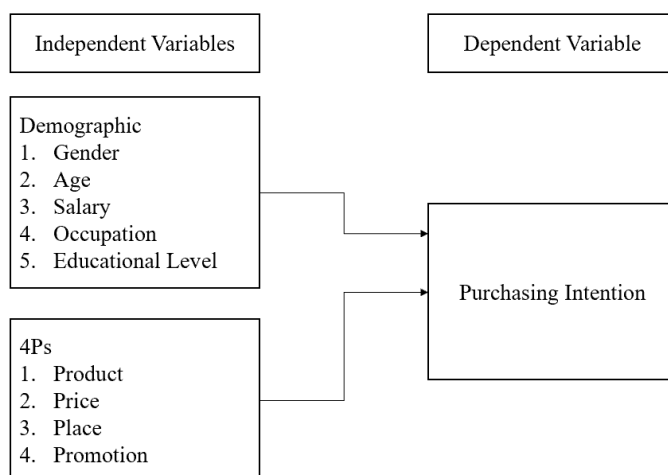 Independent Variables
Dependent Variable
Demographic
1. Gender
2. Age
3. Salary
4. Occupation
5. Educational Level
Purchasing Intention
4Ps
1. Product
2. Price
3. Place
4. Promotion